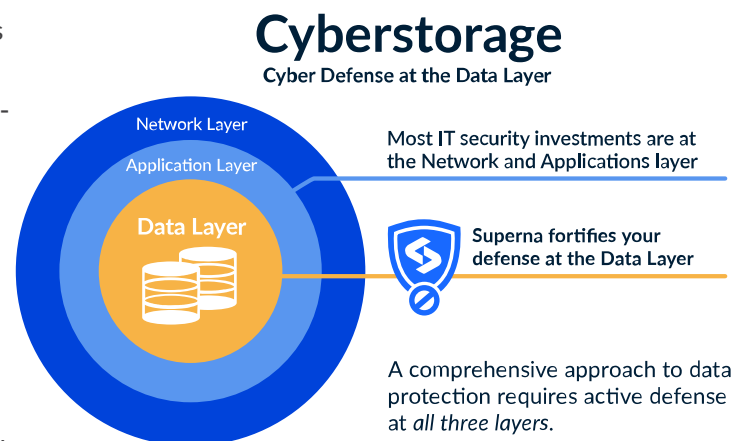 Cyberstorage
Cyber Defense at the Data Layer
Network Layer
Application Layer
Data Layer
Most IT security investments are at
the Network and Applications layer
Superna fortifies your
defense at the Data Layer
A comprehensive approach to data
protection requires active defense
at all three layers.